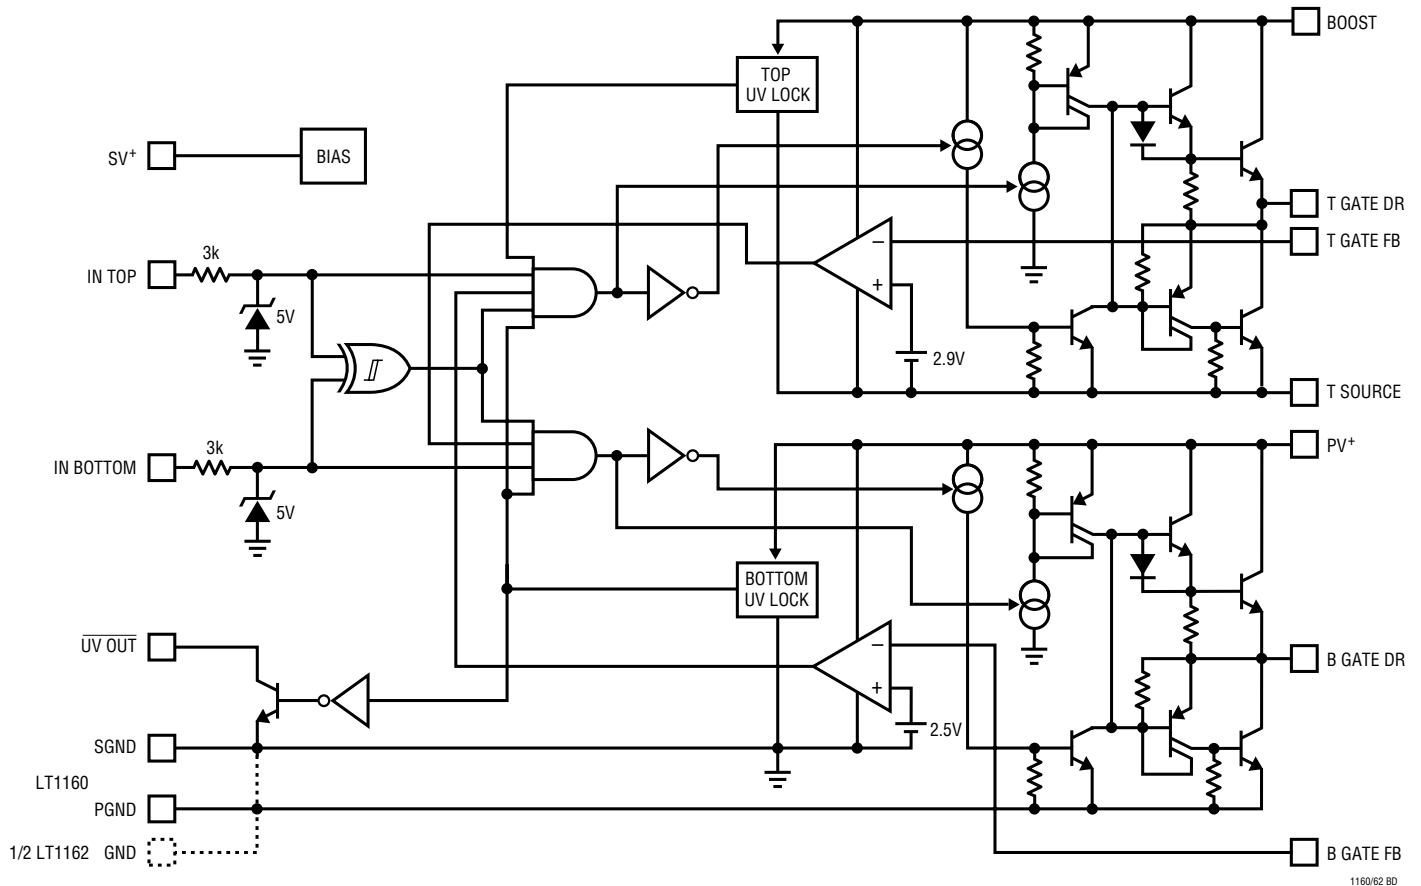 BOOST
TOP
UV LOCK
SV+
BIAS
T GATE DR
T GATE FB
–
3k
IN TOP
+
5V
2.9V
T SOURCE
PV+
3k
IN BOTTOM
5V
BOTTOM
UV LOCK
UV OUT
–
B GATE DR
+
2.5V
SGND
LT1160
PGND
1/2 LT1162 GND
B GATE FB
1160/62 BD